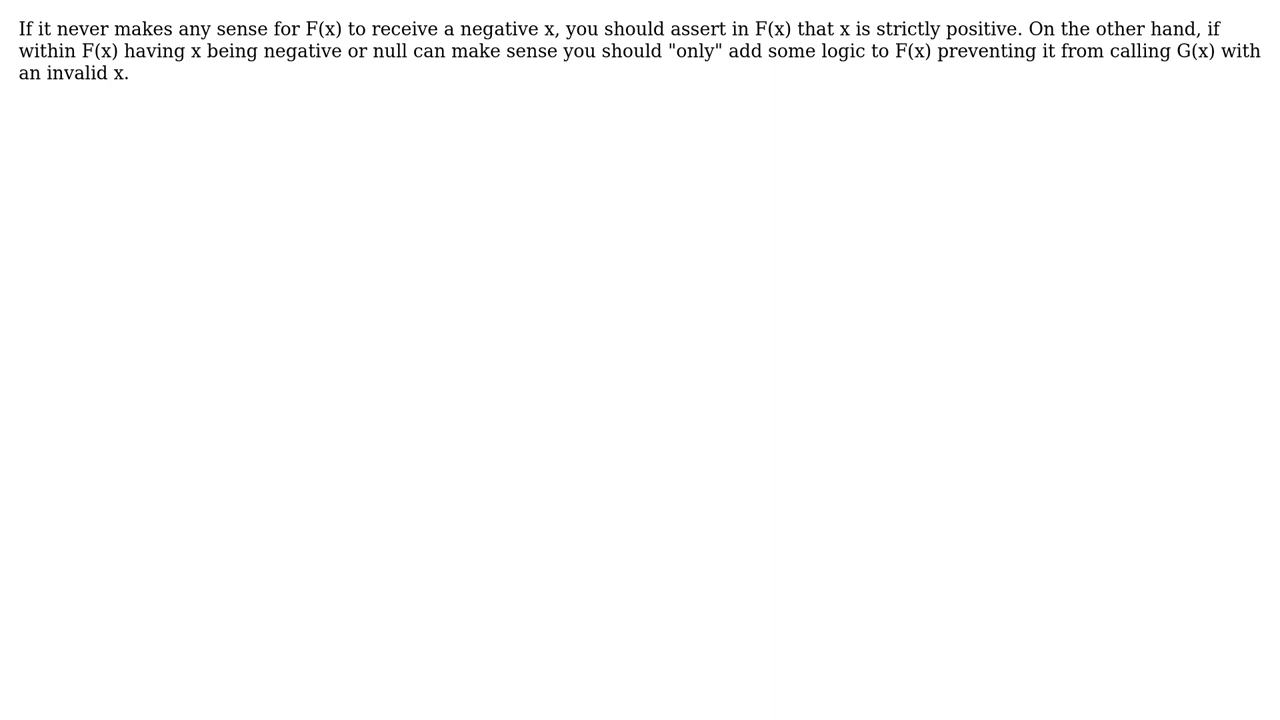 If it never makes any sense for F(x) to receive a negative x, you should assert in F(x) that x is strictly positive. On the other hand, if
within F(x) having x being negative or null can make sense you should "only" add some logic to F(x) preventing it from calling G(x) with
an invalid x.